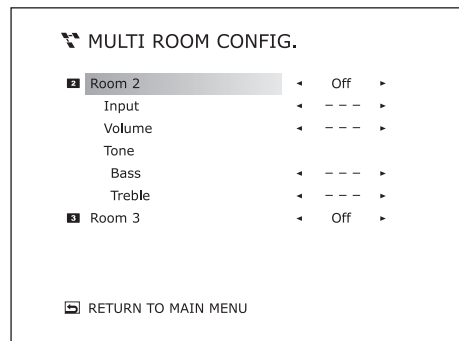 MULTI ROOM CONFIG.
2 Room 2 ◄ Off ►
Input ◄ – – – ►
Volume ◄ – – – ►
Tone
Bass ◄ – – – ►
Treble ◄ – – – ►
3 Room 3 ◄ Off ►
RETURN TO MAIN MENU